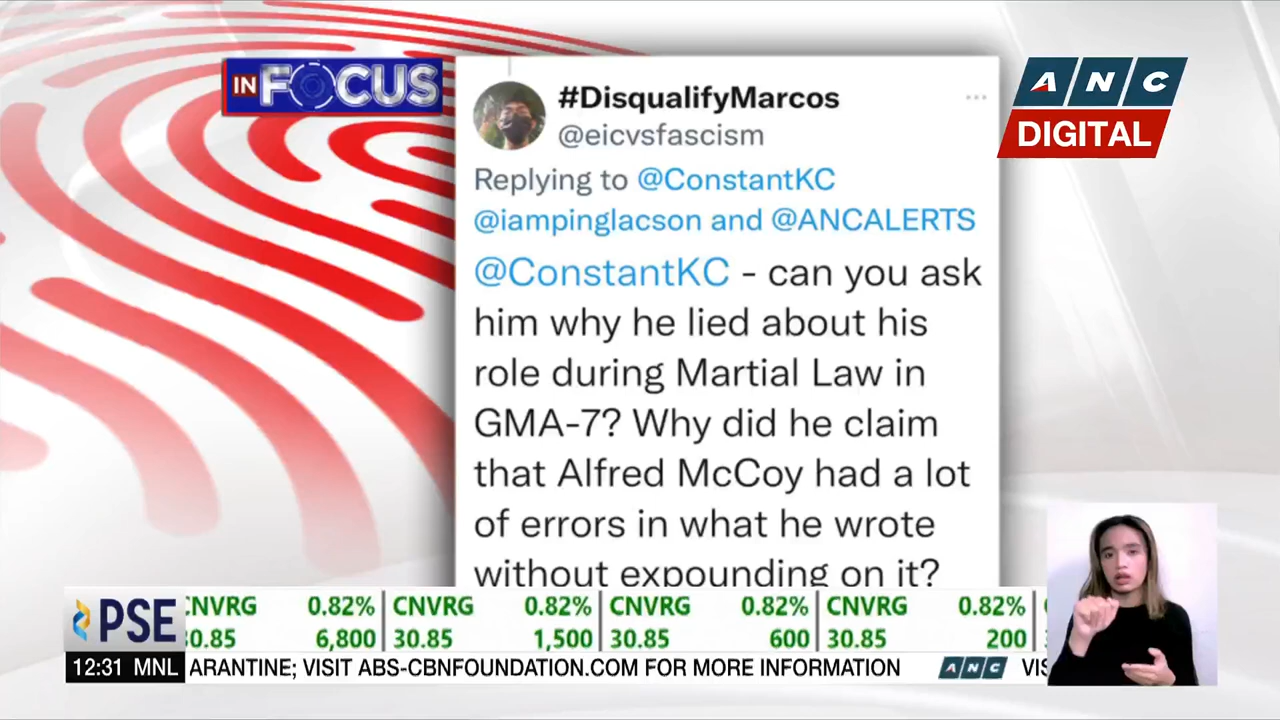 IN FOCUS
ANC
DIGITAL
#DisqualifyMarcos
@eicvsfascism
Replying to @ConstantKC
@iampinglacson and @ANCALERTS
@ConstantKC - can you ask
him why he lied about his
role during Martial Law in
GMA-7? Why did he claim
that Alfred McCoy had a lot
of errors in what he wrote
without expounding on it?
PSE
CNVRG 0.82% CNVRG 0.82% CNVRG 0.82% CNVRG 0.82%
30.85 6,800 30.85 1,500 30.85 600 30.85 200
12:31 MNL ARANTINE; VISIT ABS-CBNFOUNDATION.COM FOR MORE INFORMATION ANC VIS